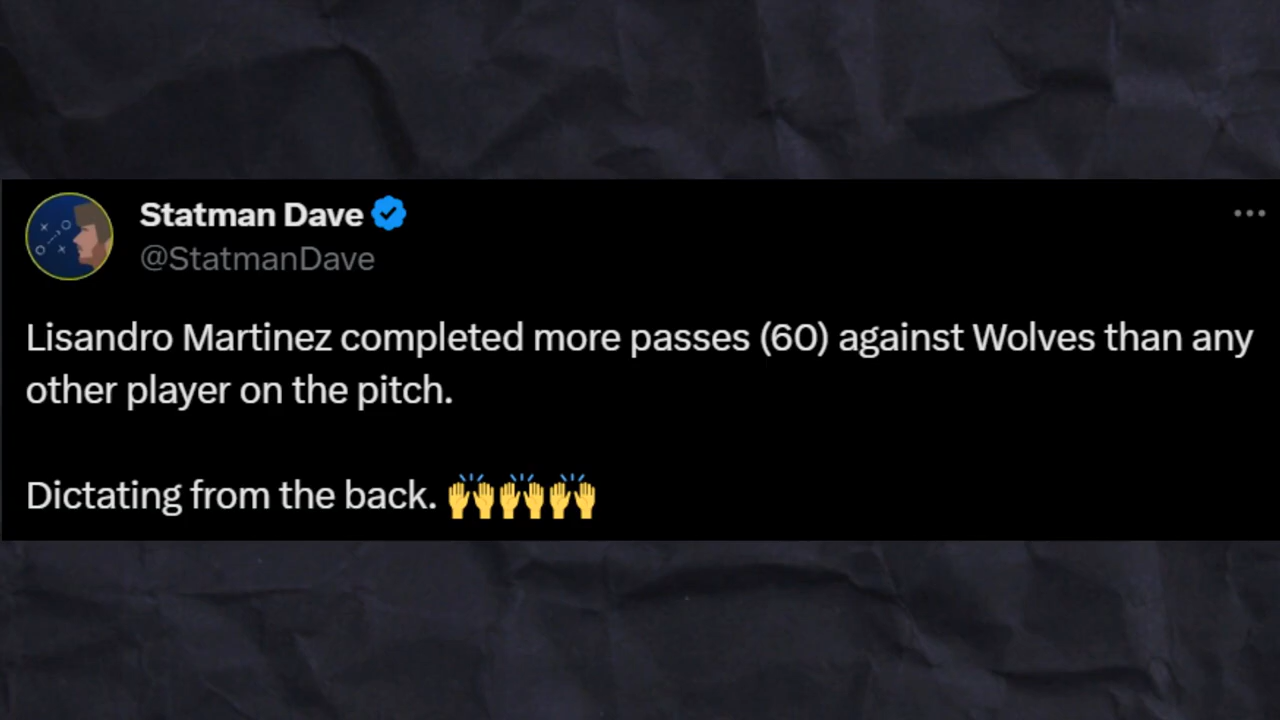 Statman Dave
@StatmanDave
Lisandro Martinez completed more passes (60) against Wolves than any
other player on the pitch.
Dictating from the back. 🙌🙌🙌